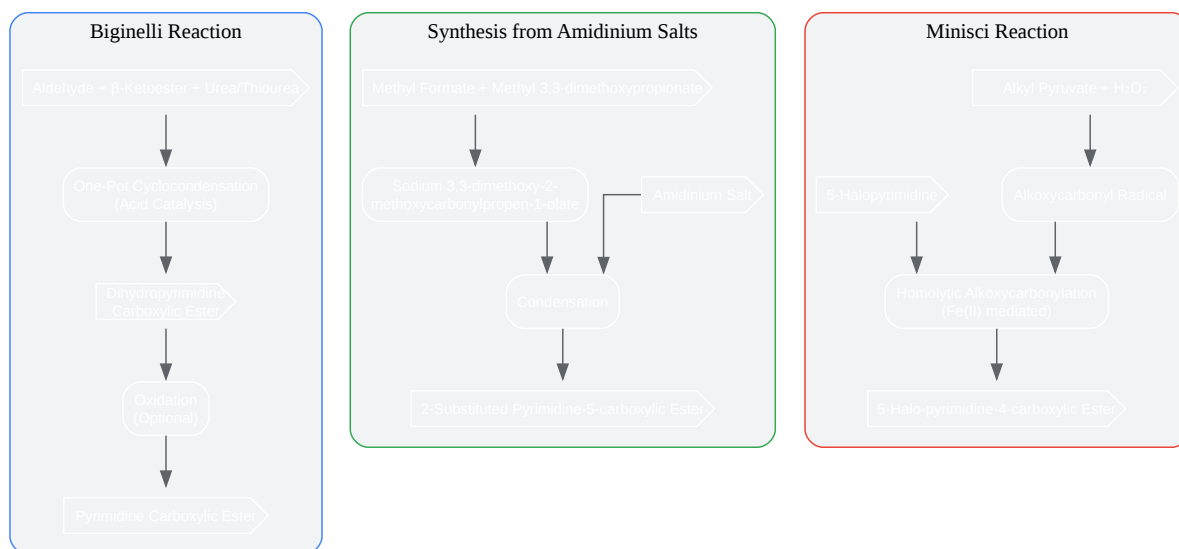 Biginelli Reaction
Aldehyde + β-Ketoester + Urea/Thiourea
One-Pot Cyclocondensation
(Acid Catalysis)
Dihydropyrimidine
Carboxylic Ester
Oxidation
(Optional)
Pyrimidine Carboxylic Ester
Synthesis from Amidinium Salts
Methyl Formate + Methyl 3,3-dimethoxypropionate
Sodium 3,3-dimethoxy-2-
methoxycarbonylpropen-1-olate
Amidinium Salt
Condensation
2-Substituted Pyrimidine-5-carboxylic Ester
Minisci Reaction
Alkyl Pyruvate + H₂O₂
5-Halopyrimidine
Alkoxycarbonyl Radical
Homolytic Alkoxycarbonylation
(Fe(II) mediated)
5-Halo-pyrimidine-4-carboxylic Ester